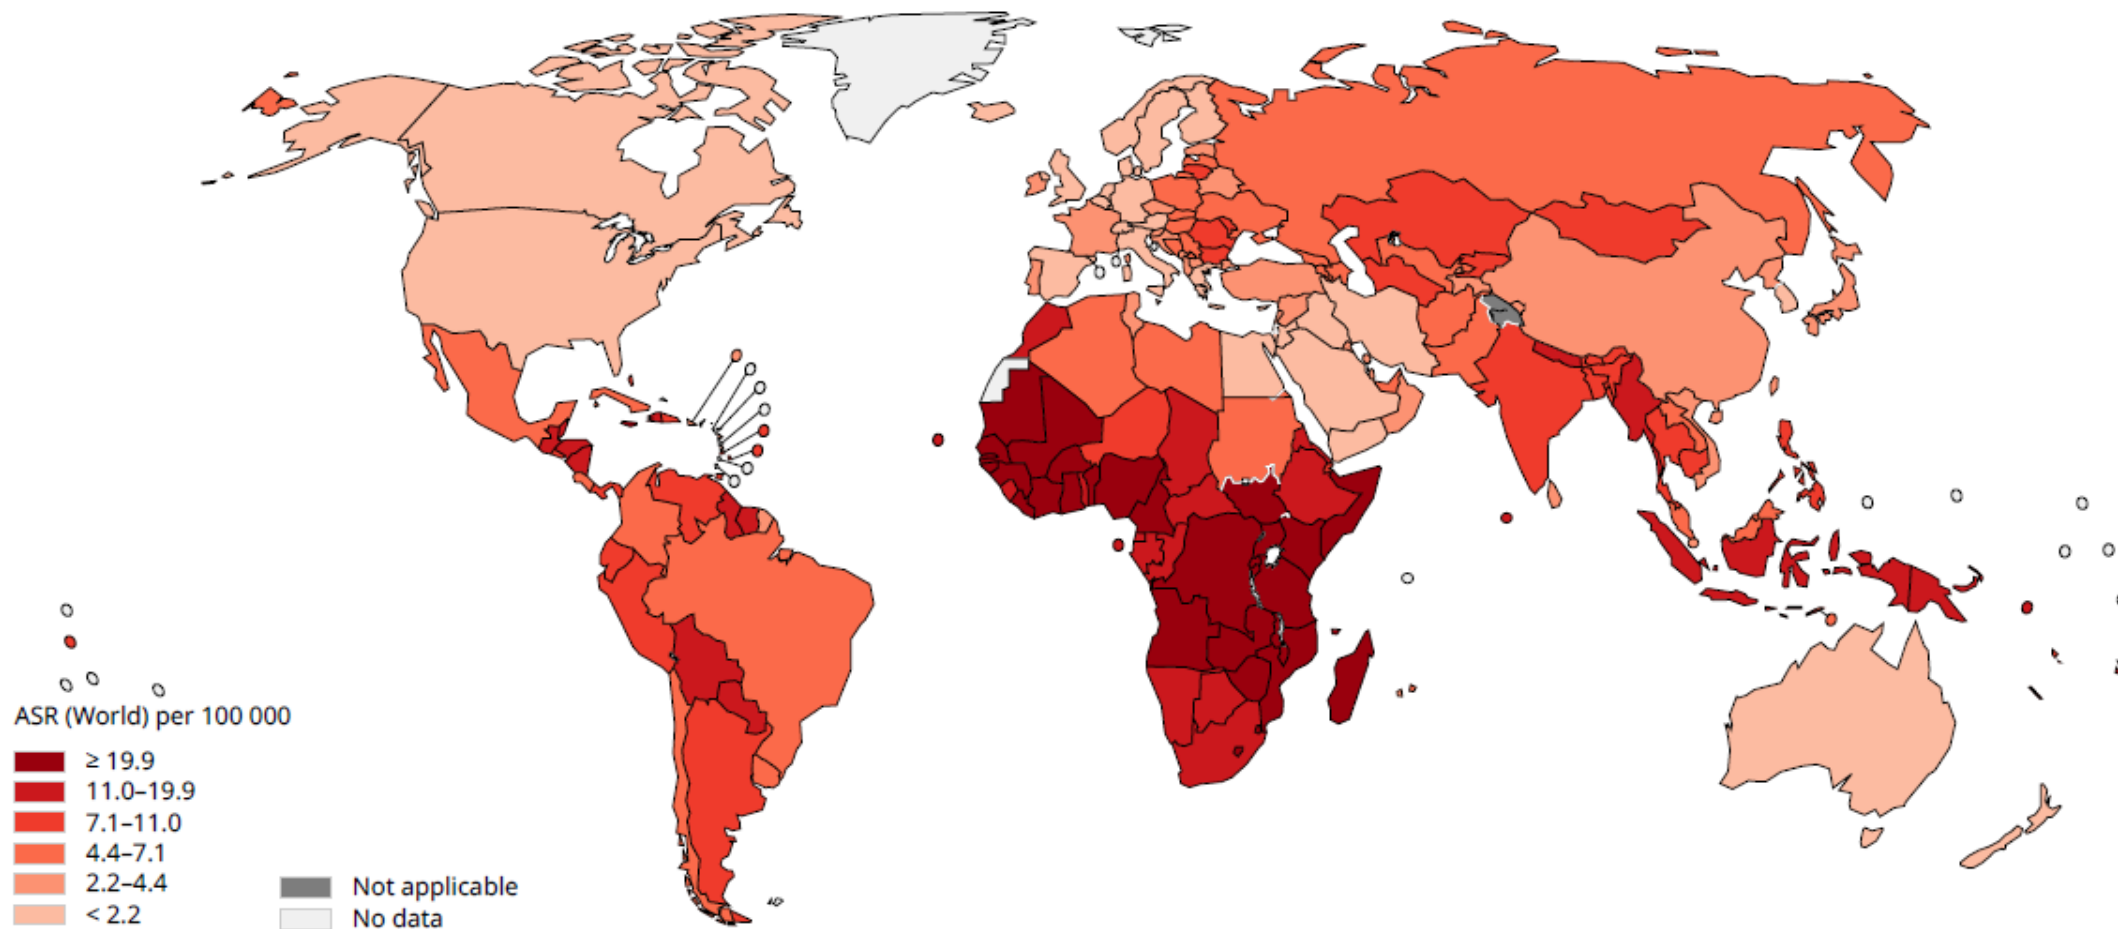 ASR (World) per 100 000
≥ 19.9
11.0–19.9
7.1–11.0
4.4–7.1
2.2–4.4
< 2.2
Not applicable
No data